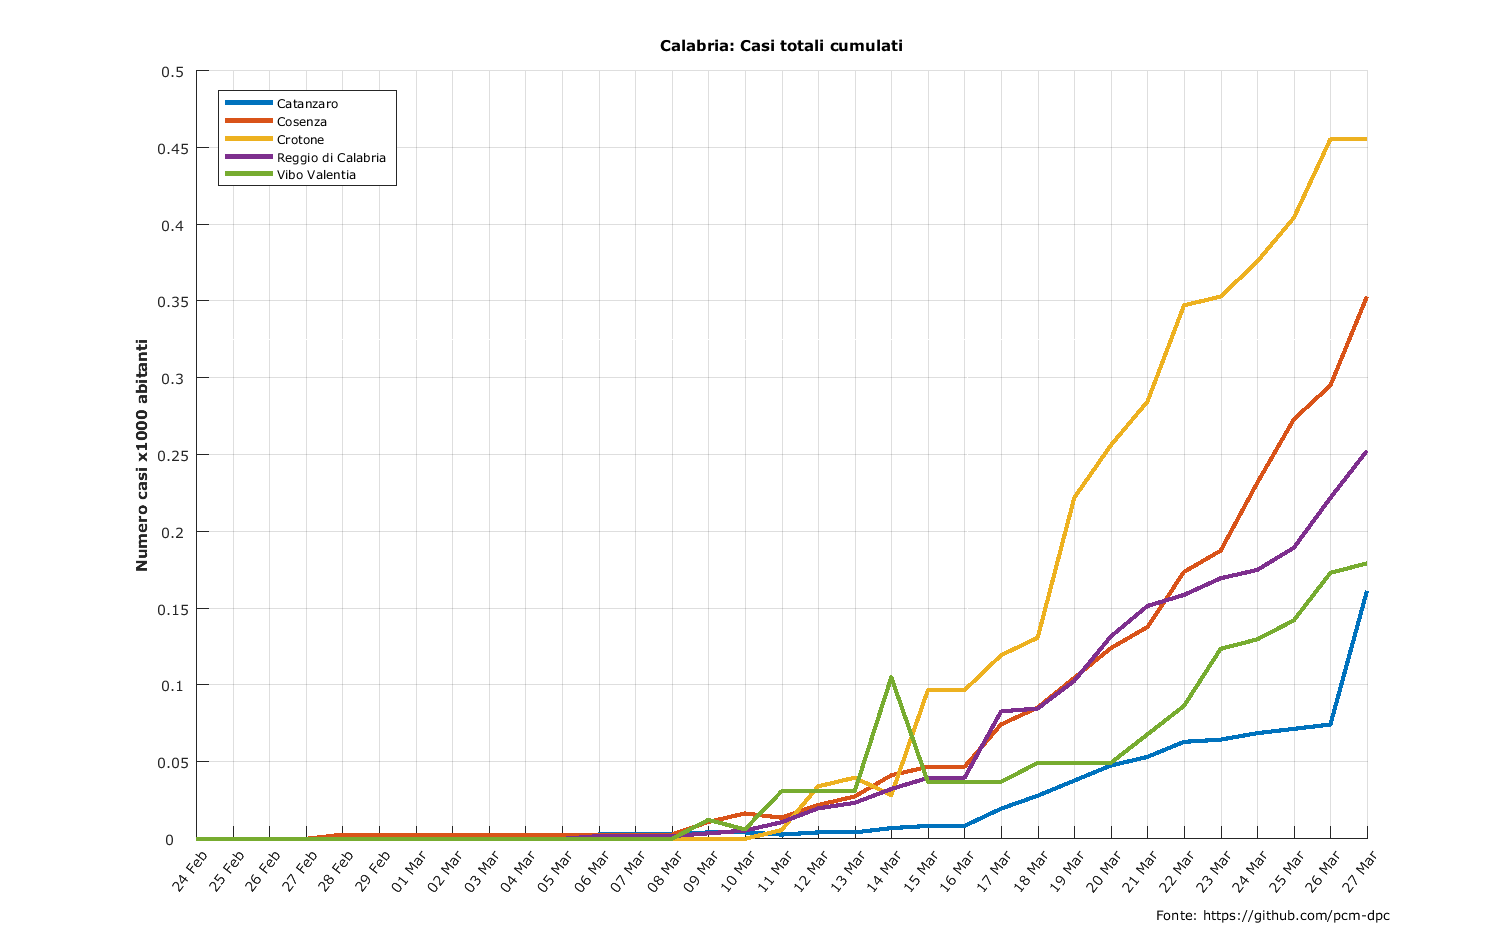 Calabria: Casi totali cumulati
0.5
0.45
0.4
0.35
0.3
0.25
0.2
0.15
0.1
0.05
0
Numero casi x1000 abitanti
Catanzaro
Cosenza
Crotone
Reggio di Calabria
Vibo Valentia
24 Feb
25 Feb
26 Feb
27 Feb
28 Feb
29 Feb
01 Mar
02 Mar
03 Mar
04 Mar
05 Mar
06 Mar
07 Mar
08 Mar
09 Mar
10 Mar
11 Mar
12 Mar
13 Mar
14 Mar
15 Mar
16 Mar
17 Mar
18 Mar
19 Mar
20 Mar
21 Mar
22 Mar
23 Mar
24 Mar
25 Mar
26 Mar
27 Mar
Fonte: https://github.com/pcm-dpc